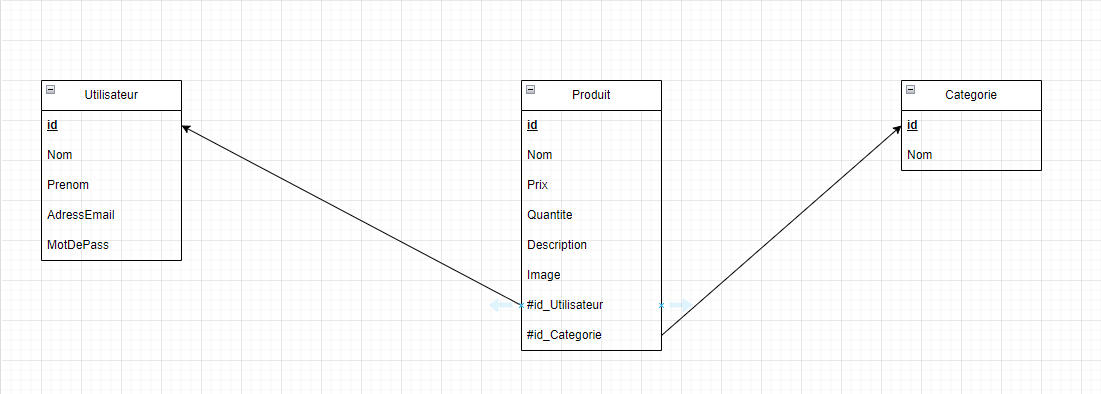 Utilisateur
id
Nom
Prenom
AdressEmail
MotDePass
Produit
id
Nom
Prix
Quantite
Description
Image
#id_Utilisateur
#id_Categorie
Categorie
id
Nom